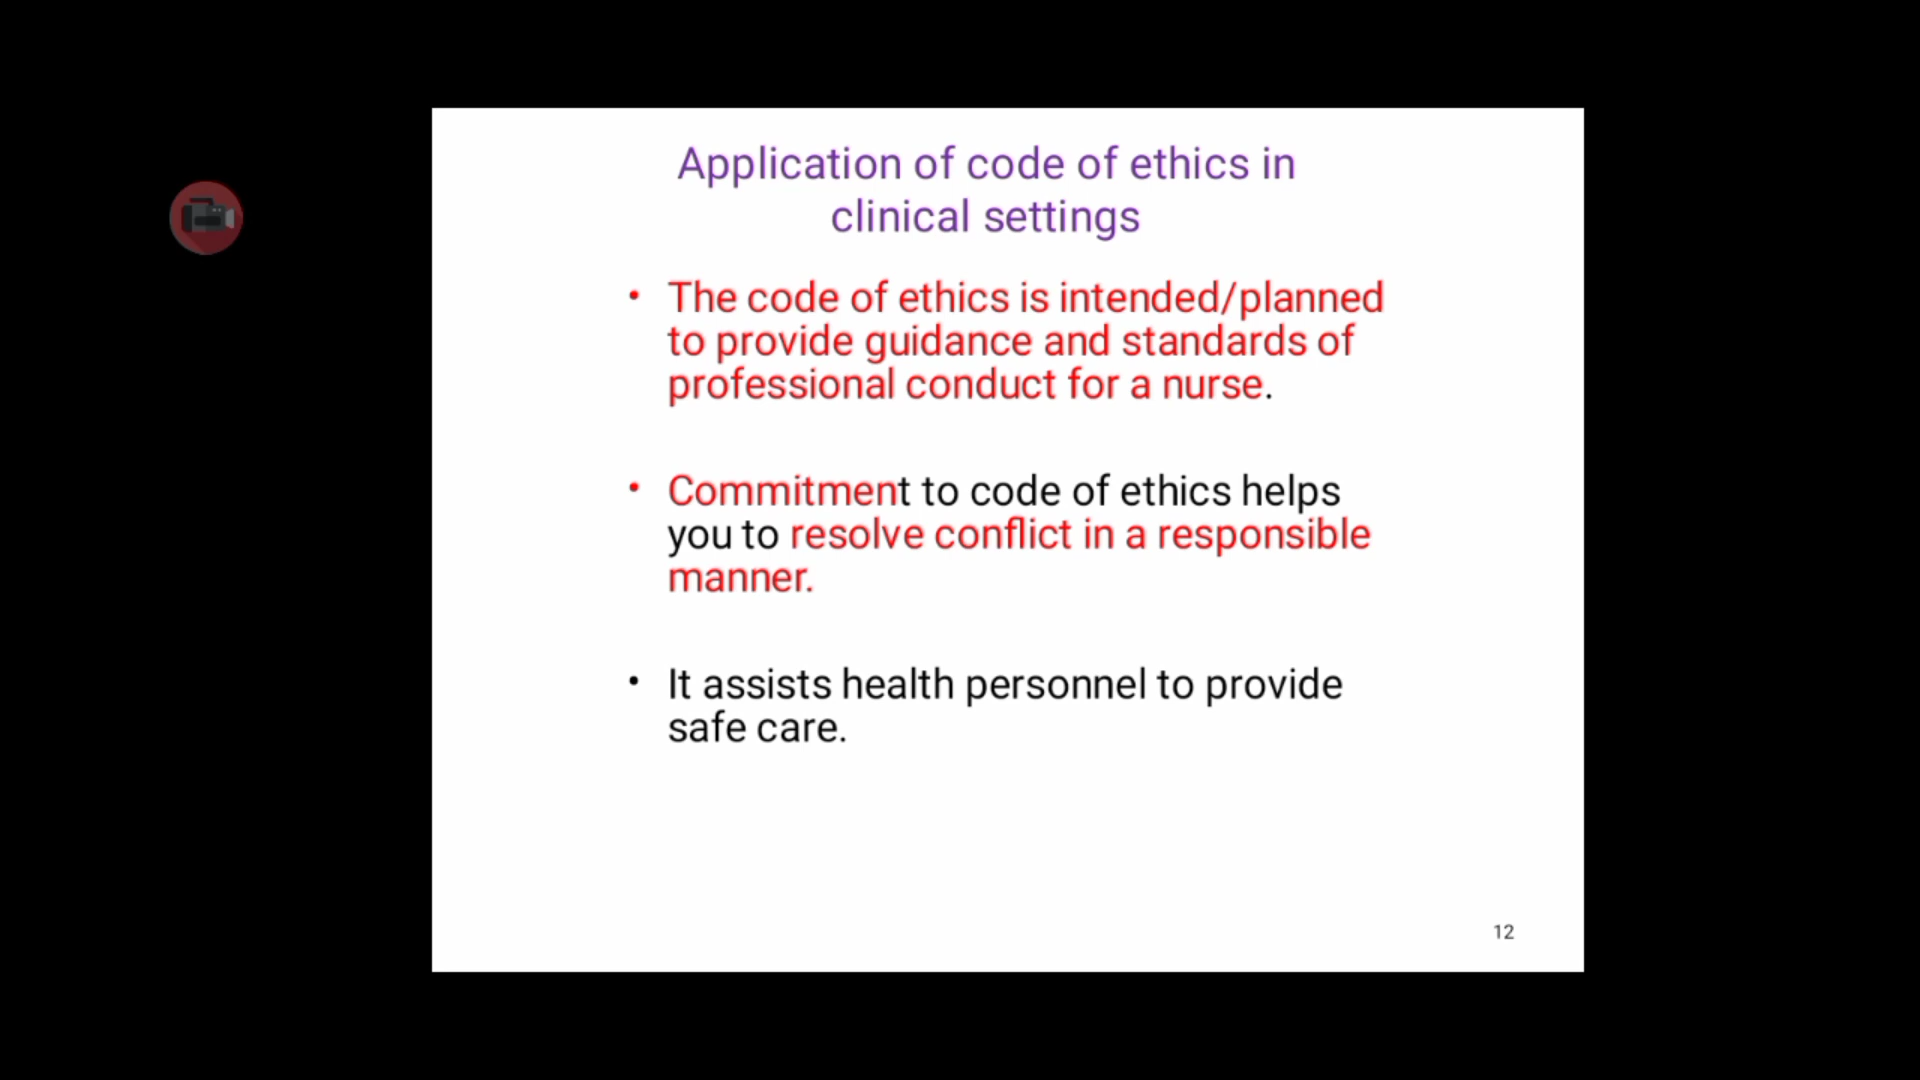 Application of code of ethics in
clinical settings
• The code of ethics is intended/planned
to provide guidance and standards of
professional conduct for a nurse.
• Commitment to code of ethics helps
you to resolve conflict in a responsible
manner.
• It assists health personnel to provide
safe care.
12